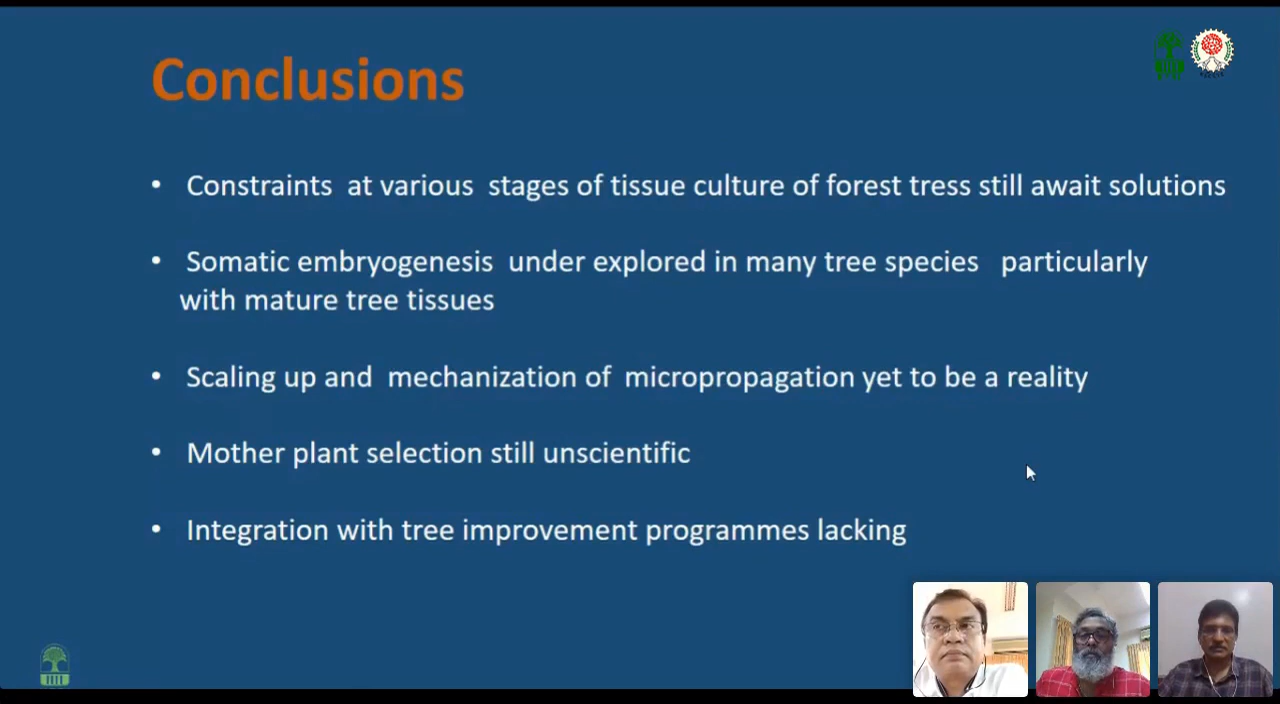 Conclusions
• Constraints at various stages of tissue culture of forest tress still await solutions
• Somatic embryogenesis under explored in many tree species particularly
with mature tree tissues
• Scaling up and mechanization of micropropagation yet to be a reality
• Mother plant selection still unscientific
• Integration with tree improvement programmes lacking